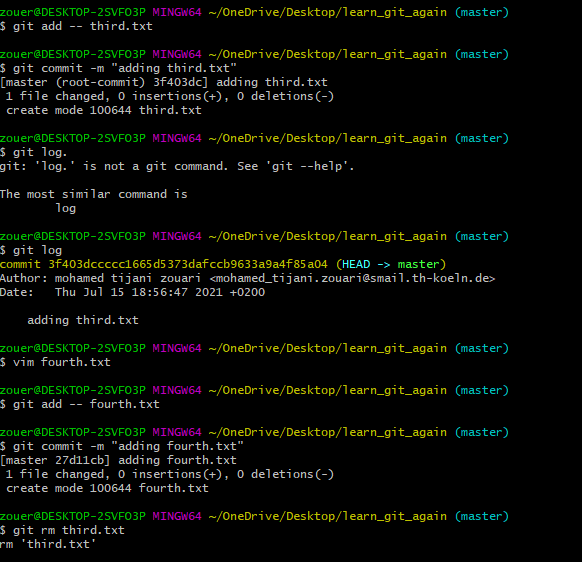 zouer@DESKTOP-2SVFO3P MINGW64 ~/OneDrive/Desktop/learn_git_again (master)
$ git add -- third.txt
zouer@DESKTOP-2SVFO3P MINGW64 ~/OneDrive/Desktop/learn_git_again (master)
$ git commit -m "adding third.txt"
[master (root-commit) 3f403dc] adding third.txt
 1 file changed, 0 insertions(+), 0 deletions(-)
 create mode 100644 third.txt
zouer@DESKTOP-2SVFO3P MINGW64 ~/OneDrive/Desktop/learn_git_again (master)
$ git log.
git: 'log.' is not a git command. See 'git --help'.
The most similar command is
        log
zouer@DESKTOP-2SVFO3P MINGW64 ~/OneDrive/Desktop/learn_git_again (master)
$ git log
commit 3f403dccccc1665d5373dafccb9633a9a4f85a04 (HEAD -> master)
Author: mohamed tijani zouari <mohamed_tijani.zouari@smail.th-koeln.de>
Date:   Thu Jul 15 18:56:47 2021 +0200
    adding third.txt
zouer@DESKTOP-2SVFO3P MINGW64 ~/OneDrive/Desktop/learn_git_again (master)
$ vim fourth.txt
zouer@DESKTOP-2SVFO3P MINGW64 ~/OneDrive/Desktop/learn_git_again (master)
$ git add -- fourth.txt
zouer@DESKTOP-2SVFO3P MINGW64 ~/OneDrive/Desktop/learn_git_again (master)
$ git commit -m "adding fourth.txt"
[master 27d11cb] adding fourth.txt
 1 file changed, 0 insertions(+), 0 deletions(-)
 create mode 100644 fourth.txt
zouer@DESKTOP-2SVFO3P MINGW64 ~/OneDrive/Desktop/learn_git_again (master)
$ git rm third.txt
rm 'third.txt'